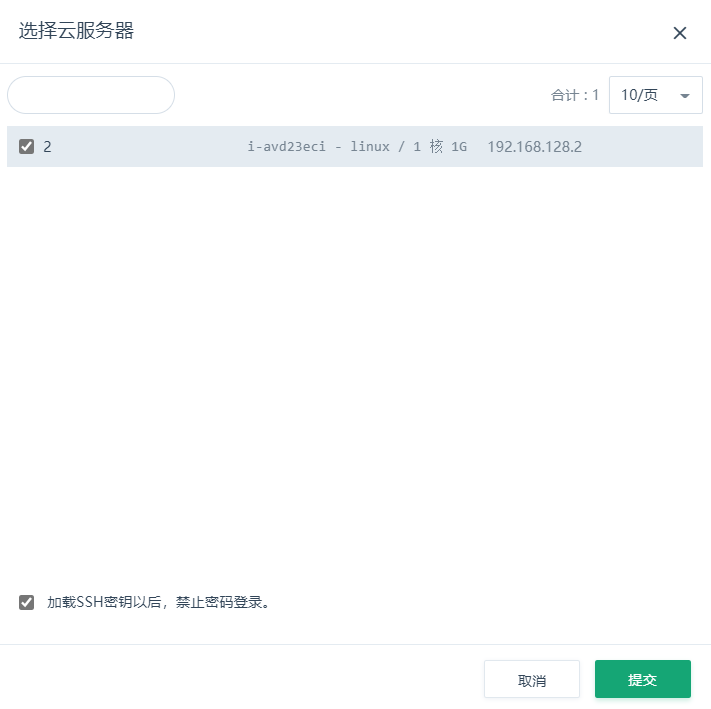 选择云服务器
合计 : 1 10/页
2 i-avd23eci - linux / 1 核 1G 192.168.128.2
加载SSH密钥以后，禁止密码登录。
取消 提交